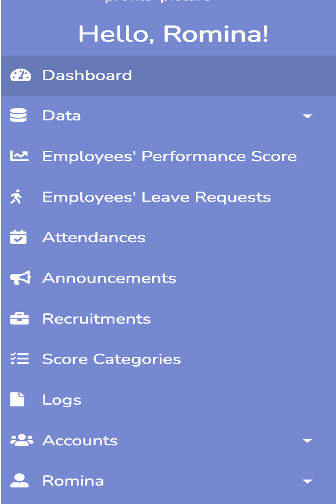 Hello, Romina!
Dashboard
Data
Employees' Performance Score
Employees' Leave Requests
Attendances
Announcements
Recruitments
Score Categories
Logs
Accounts
Romina